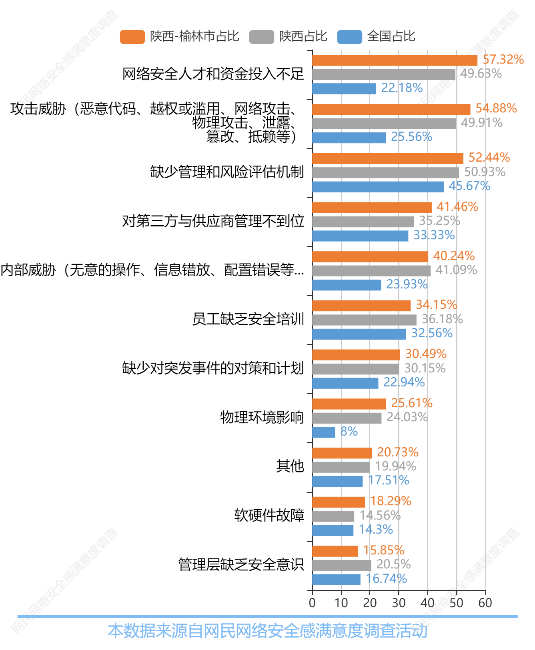 陕西-榆林市占比 陕西占比 全国占比
网络安全人才和资金投入不足
57.32%
49.63%
22.18%
攻击威胁（恶意代码、越权或滥用、网络攻击、
物理攻击、泄露、
篡改、抵赖等）
54.88%
49.91%
25.56%
缺少管理和风险评估机制
52.44%
50.93%
45.67%
对第三方与供应商管理不到位
41.46%
35.25%
33.33%
内部威胁（无意的操作、信息错放、配置错误等...
40.24%
41.09%
23.93%
员工缺乏安全培训
34.15%
36.18%
32.56%
缺少对突发事件的对策和计划
30.49%
30.15%
22.94%
物理环境影响
25.61%
24.03%
8%
其他
20.73%
19.94%
17.51%
软硬件故障
18.29%
14.56%
14.3%
管理层缺乏安全意识
15.85%
20.5%
16.74%
0 10 20 30 40 50 60
本数据来源自网民网络安全感满意度调查活动